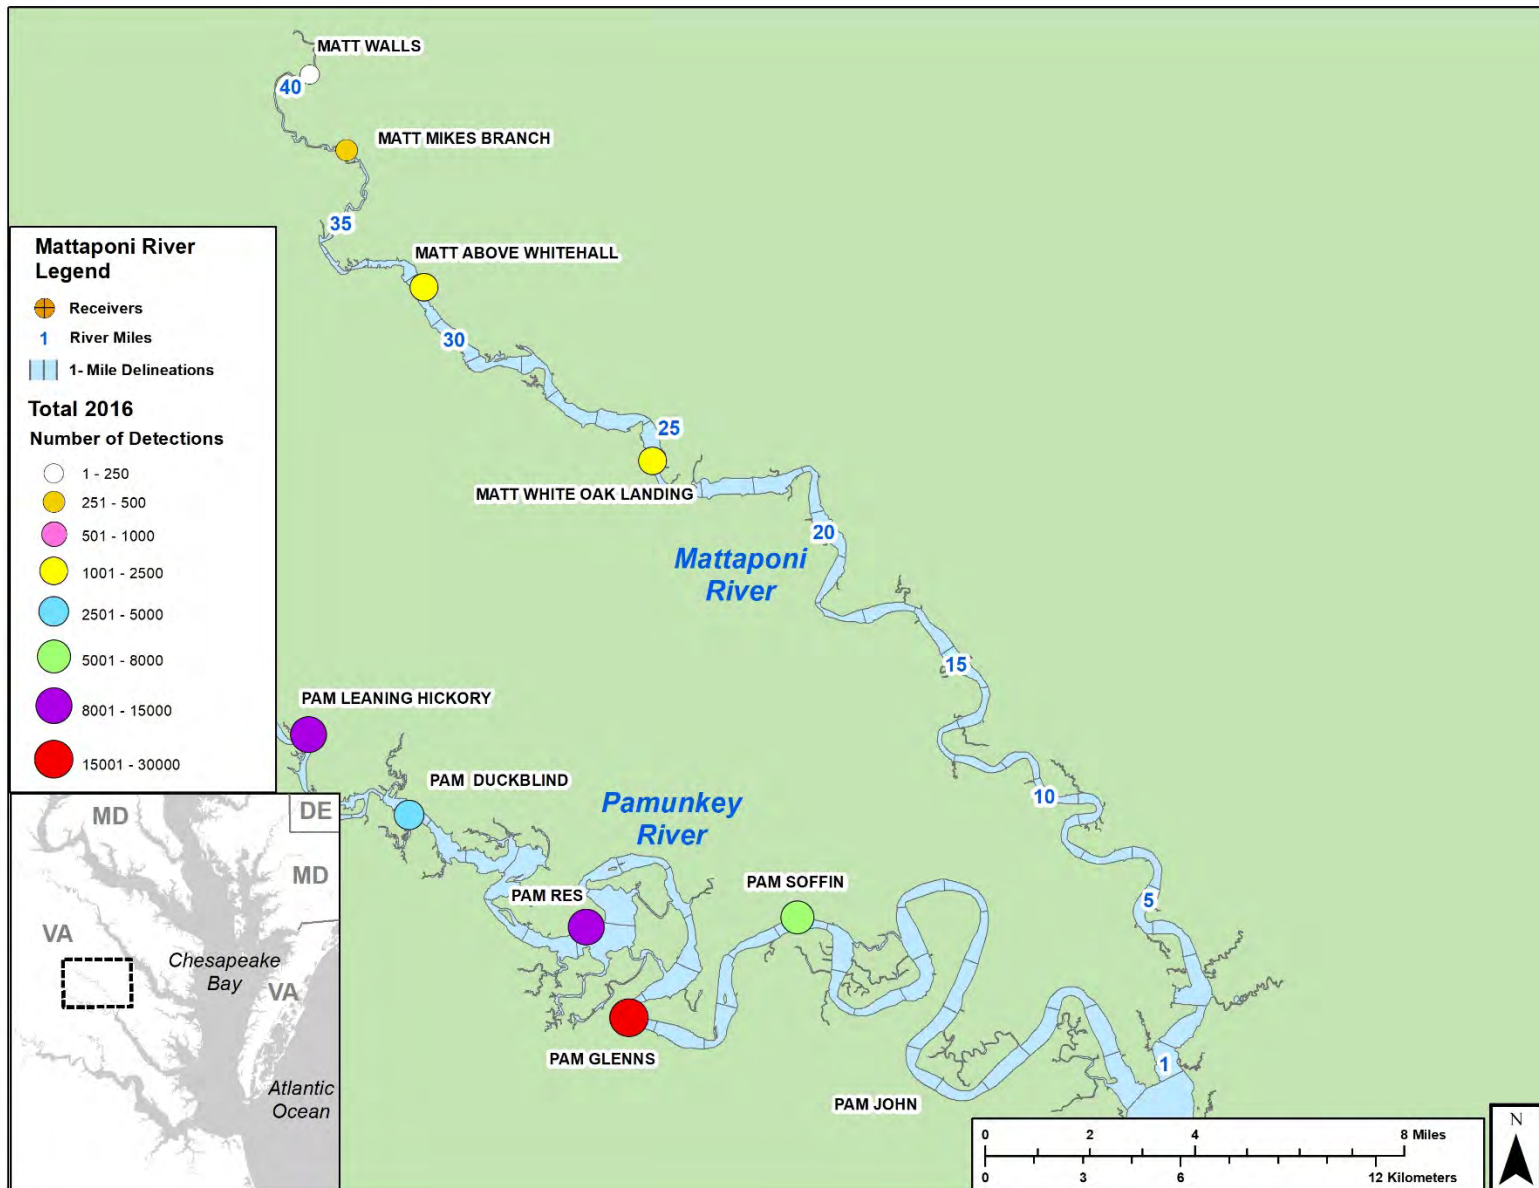 MATT WALLS
40
MATT MIKES BRANCH
35
MATT ABOVE WHITEHALL
30
25
MATT WHITE OAK LANDING
20
Mattaponi
River
15
10
5
1
PAM LEANING HICKORY
PAM DUCKBLIND
Pamunkey
River
PAM RES
PAM SOFFIN
PAM GLENNS
PAM JOHN
Mattaponi River
Legend
Receivers
1 River Miles
1- Mile Delineations
Total 2016
Number of Detections
1 - 250
251 - 500
501 - 1000
1001 - 2500
2501 - 5000
5001 - 8000
8001 - 15000
15001 - 30000
MD
DE
MD
VA
Chesapeake
Bay
VA
Atlantic
Ocean
0 2 4 8 Miles
0 3 6 12 Kilometers
N